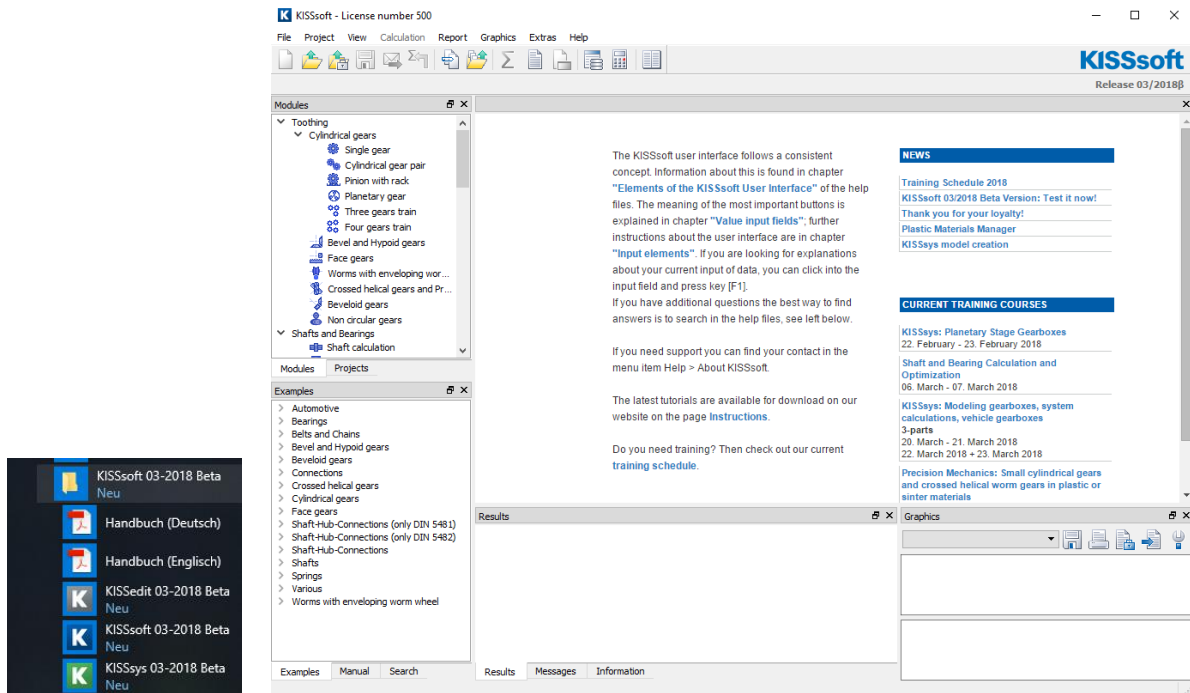 KISSsoft - License number 500
File Project View Calculation Report Graphics Extras Help
KISSsoft
Release 03/2018β
Modules
Toothing
Cylindrical gears
Single gear
Cylindrical gear pair
Pinion with rack
Planetary gear
Three gears train
Four gears train
Bevel and Hypoid gears
Face gears
Worms with enveloping wor...
Crossed helical gears and Pr...
Beveloid gears
Non circular gears
Shafts and Bearings
Shaft calculation
Modules Projects
Examples
Automotive
Bearings
Belts and Chains
Bevel and Hypoid gears
Beveloid gears
Connections
Crossed helical gears
Cylindrical gears
Face gears
Shaft-Hub-Connections (only DIN 5481)
Shaft-Hub-Connections (only DIN 5482)
Shaft-Hub-Connections
Shafts
Springs
Various
Worms with enveloping worm wheel
Examples Manual Search
The KISSsoft user interface follows a consistent
concept. Information about this is found in chapter
"Elements of the KISSsoft User Interface" of the help
files. The meaning of the most important buttons is
explained in chapter "Value input fields"; further
instructions about the user interface are in chapter
"Input elements". If you are looking for explanations
about your current input of data, you can click into the
input field and press key [F1].
If you have additional questions the best way to find
answers is to search in the help files, see left below.
If you need support you can find your contact in the
menu item Help > About KISSsoft.
The latest tutorials are available for download on our
website on the page Instructions.
Do you need training? Then check out our current
training schedule.
NEWS
Training Schedule 2018
KISSsoft 03/2018 Beta Version: Test it now!
Thank you for your loyalty!
Plastic Materials Manager
KISSsys model creation
CURRENT TRAINING COURSES
KISSsys: Planetary Stage Gearboxes
22. February - 23. February 2018
Shaft and Bearing Calculation and
Optimization
06. March - 07. March 2018
KISSsys: Modeling gearboxes, system
calculations, vehicle gearboxes
3-parts
20. March - 21. March 2018
22. March 2018 + 23. March 2018
Precision Mechanics: Small cylindrical gears
and crossed helical worm gears in plastic or
sinter materials
Results
Results Messages Information
Graphics
KISSsoft 03-2018 Beta
Neu
Handbuch (Deutsch)
Handbuch (Englisch)
KISSedit 03-2018 Beta
Neu
KISSsoft 03-2018 Beta
Neu
KISSsys 03-2018 Beta
Neu